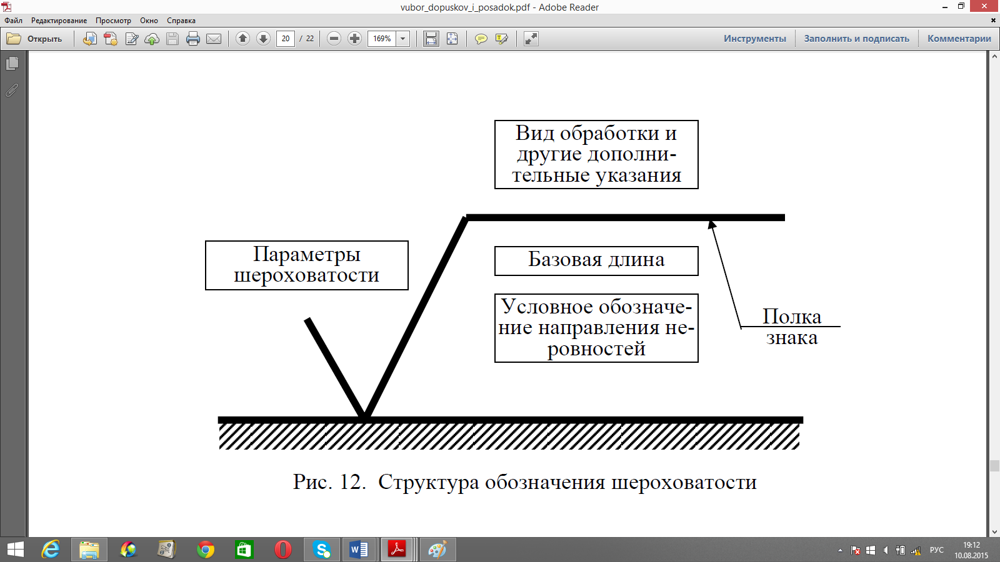 vubor_dopuskov_i_posadok.pdf - Adobe Reader
Файл Редактирование Просмотр Окно Справка
Открыть 20 / 22 169% Инструменты Заполнить и подписать Комментарии
Вид обработки и
другие дополни-
тельные указания
Параметры
шероховатости
Базовая длина
Условное обозначе-
ние направления не-
ровностей
Полка
знака
Рис. 12. Структура обозначения шероховатости
РУС
19:12
10.08.2015